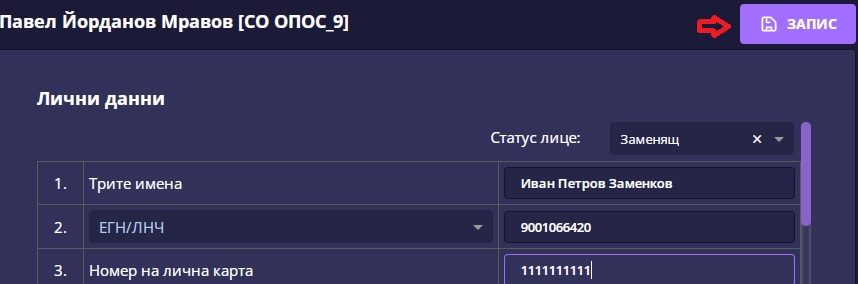 Павел Йорданов Мравов [СО ОПОС_9]
ЗАПИС
Лични данни
Статус лице: Заменящ
1. Трите имена Иван Петров Заменков
2. ЕГН/ЛНЧ 9001066420
3. Номер на лична карта 1111111111